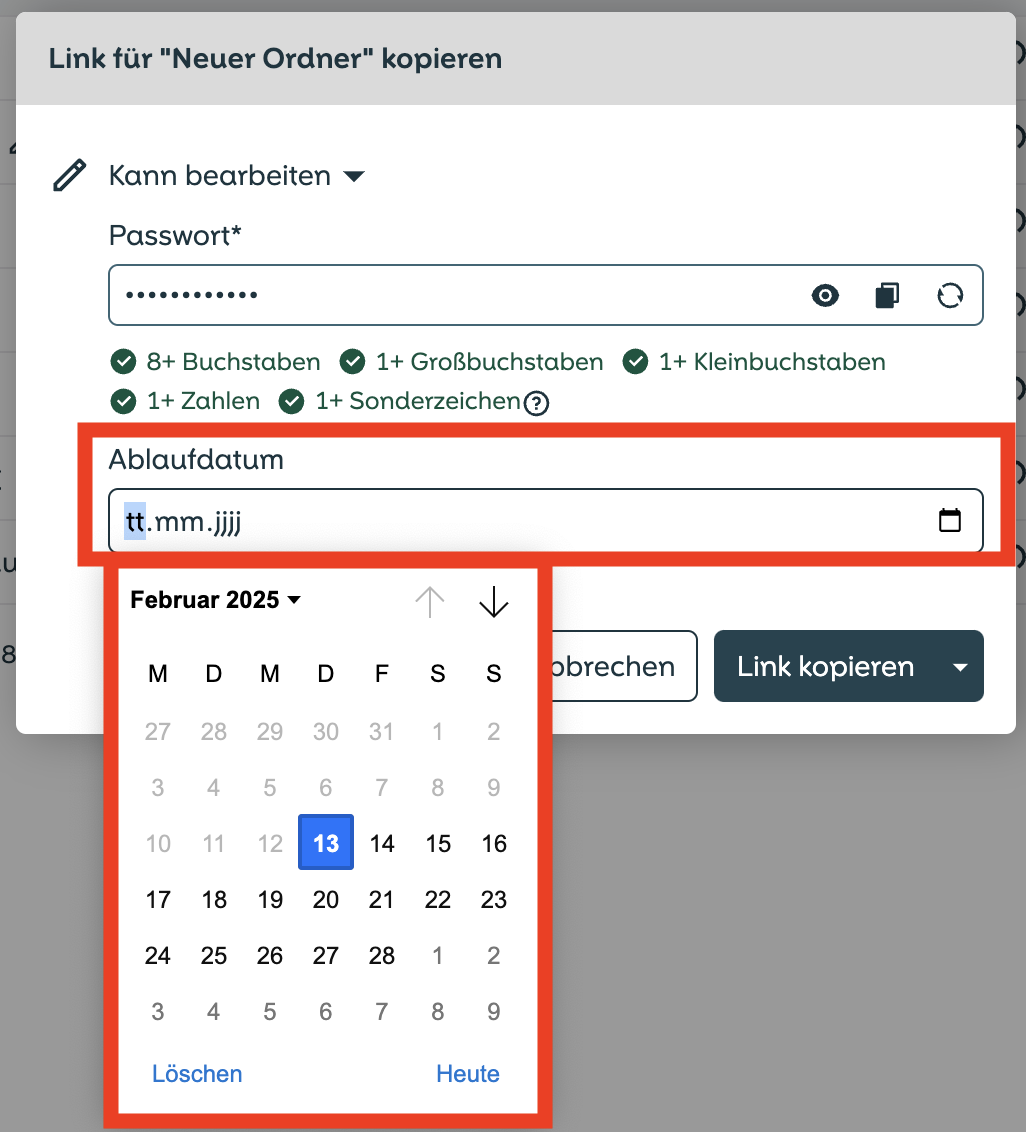 Link für "Neuer Ordner" kopieren
Kann bearbeiten
Passwort*
••••••••••••
8+ Buchstaben 1+ Großbuchstaben 1+ Kleinbuchstaben
1+ Zahlen 1+ Sonderzeichen ?
Ablaufdatum
tt.mm.jjjj
Februar 2025
M D M D F S S
27 28 29 30 31 1 2
3 4 5 6 7 8 9
10 11 12 13 14 15 16
17 18 19 20 21 22 23
24 25 26 27 28 1 2
3 4 5 6 7 8 9
Löschen Heute
bbrechen Link kopieren
8